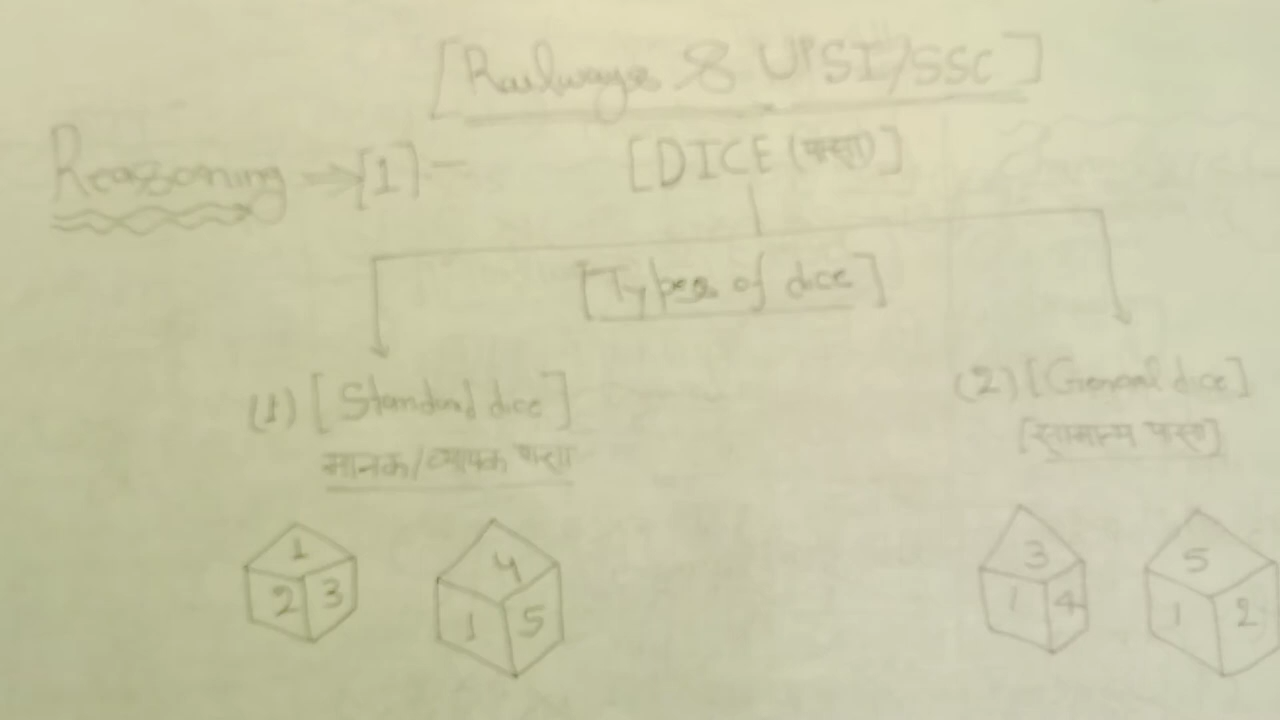 [Railways & UPSI/SSC]
Reasoning → [1] - [DICE (पासा)]
[Types of dice]
(1) [Standard dice]
मानक/व्यापक पासा
(2) [General dice]
[सामान्य पासा]
1
2 3
4
1 5
3
1 4
5
1 2